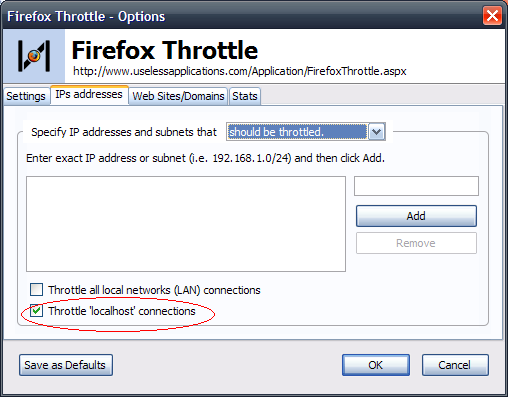 Firefox Throttle - Options
Firefox Throttle
http://www.uselessapplications.com/Application/FirefoxThrottle.aspx
Settings IPs addresses Web Sites/Domains Stats
Specify IP addresses and subnets that should be throttled.
Enter exact IP address or subnet (i.e. 192.168.1.0/24) and then click Add.
Add
Remove
Throttle all local networks (LAN) connections
Throttle 'localhost' connections
Save as Defaults OK Cancel